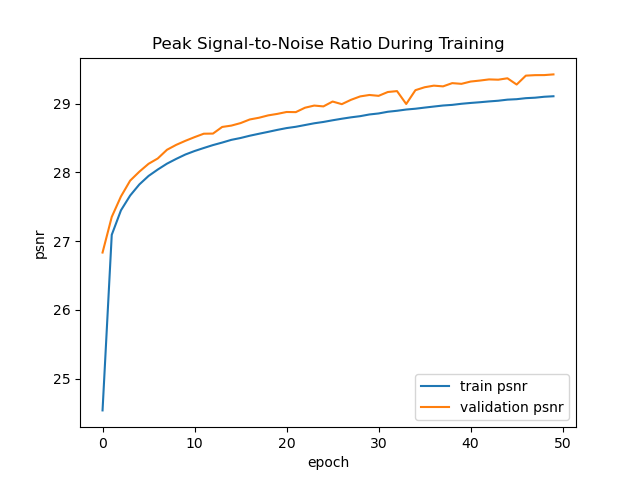 Peak Signal-to-Noise Ratio During Training
psnr
29
28
27
26
25
0 10 20 30 40 50
epoch
train psnr
validation psnr